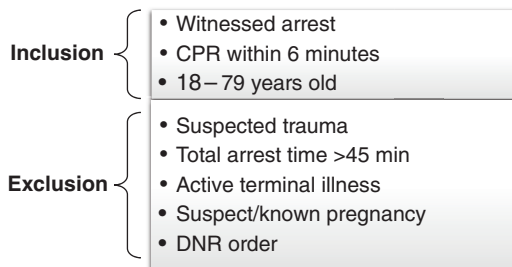 Inclusion
• Witnessed arrest
• CPR within 6 minutes
• 18–79 years old
Exclusion
• Suspected trauma
• Total arrest time >45 min
• Active terminal illness
• Suspect/known pregnancy
• DNR order